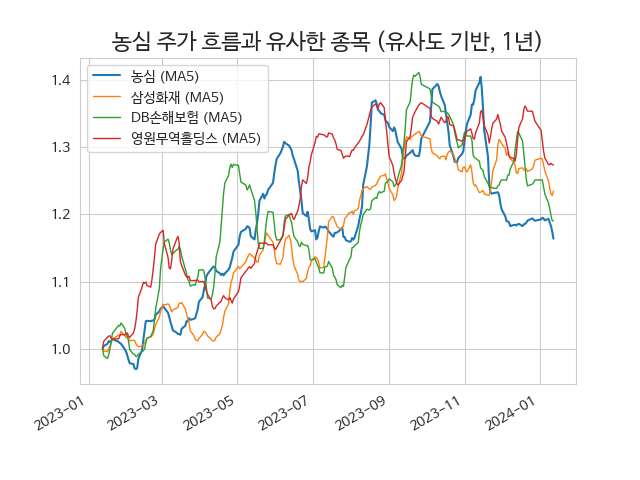 농심 주가 흐름과 유사한 종목 (유사도 기반, 1년)
농심 (MA5)
삼성화재 (MA5)
DB손해보험 (MA5)
영원무역홀딩스 (MA5)
1.4
1.3
1.2
1.1
1.0
2023-01
2023-03
2023-05
2023-07
2023-09
2023-11
2024-01